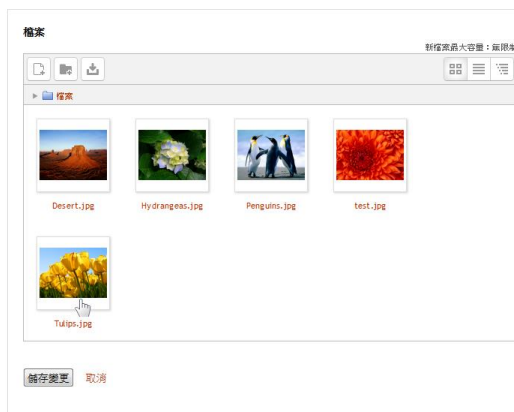 檔案
新檔案最大容量：無限
檔案
Desert.jpg
Hydrangeas.jpg
Penguins.jpg
test.jpg
Tulips.jpg
儲存變更 取消